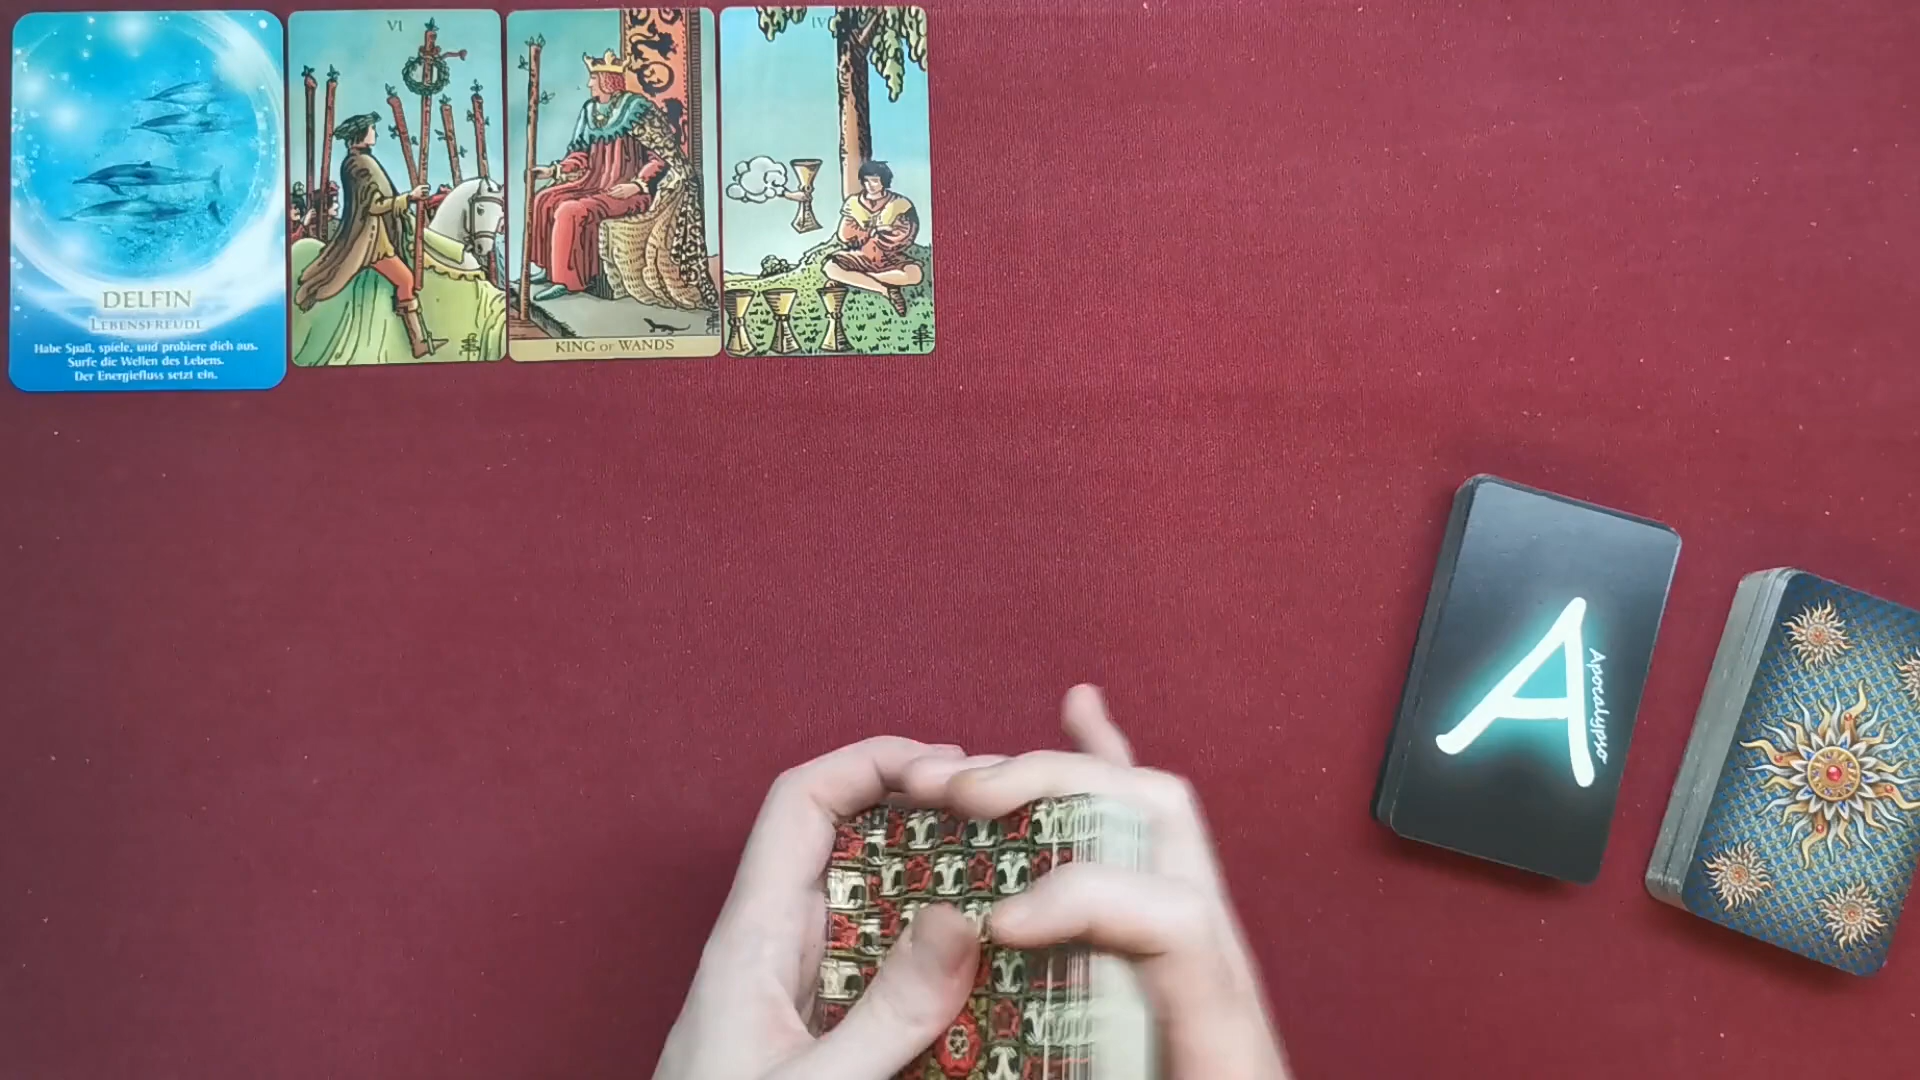 DELFIN
LEBENSFREUDE
Habe Spaß, spiele, und probiere dich aus.
Surfe die Wellen des Lebens.
Der Energiefluss setzt ein.
VI
KING OF WANDS
IV
A
Apocalypso